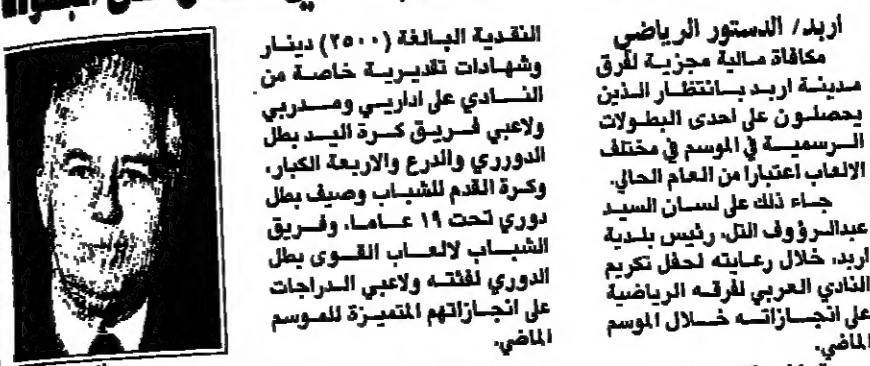 اربد/ الدستور الرياضي
مكافاة مالية مجزية لفرق
مدينة اربد بانتظار الذين
يحصلون على احدى البطولات
الرسمية في الموسم في مختلف
الالعاب اعتبارا من العام الحالي.
جاء ذلك على لسان السيد
عبدالرؤوف التل، رئيس بلدية
اربد، خلال رعايته لحفل تكريم
النادي العربي لفرقه الرياضية
على انجازاته خلال الموسم
الماضي.
النقدية البالغة (٢٥٠٠) دينار
وشهادات تقديرية خاصة من
النادي على اداريي ومدربي
ولاعبي فريق كرة اليد بطل
الدورري والدرع والاربعة الكبار،
وكرة القدم للشباب وصيف بطل
دوري تحت ١٩ عاما، وفريق
الشباب لالعاب القوى بطل
الدوري لفئته ولاعبي الدراجات
على انجازاتهم المتميزة للموسم
الماضي.